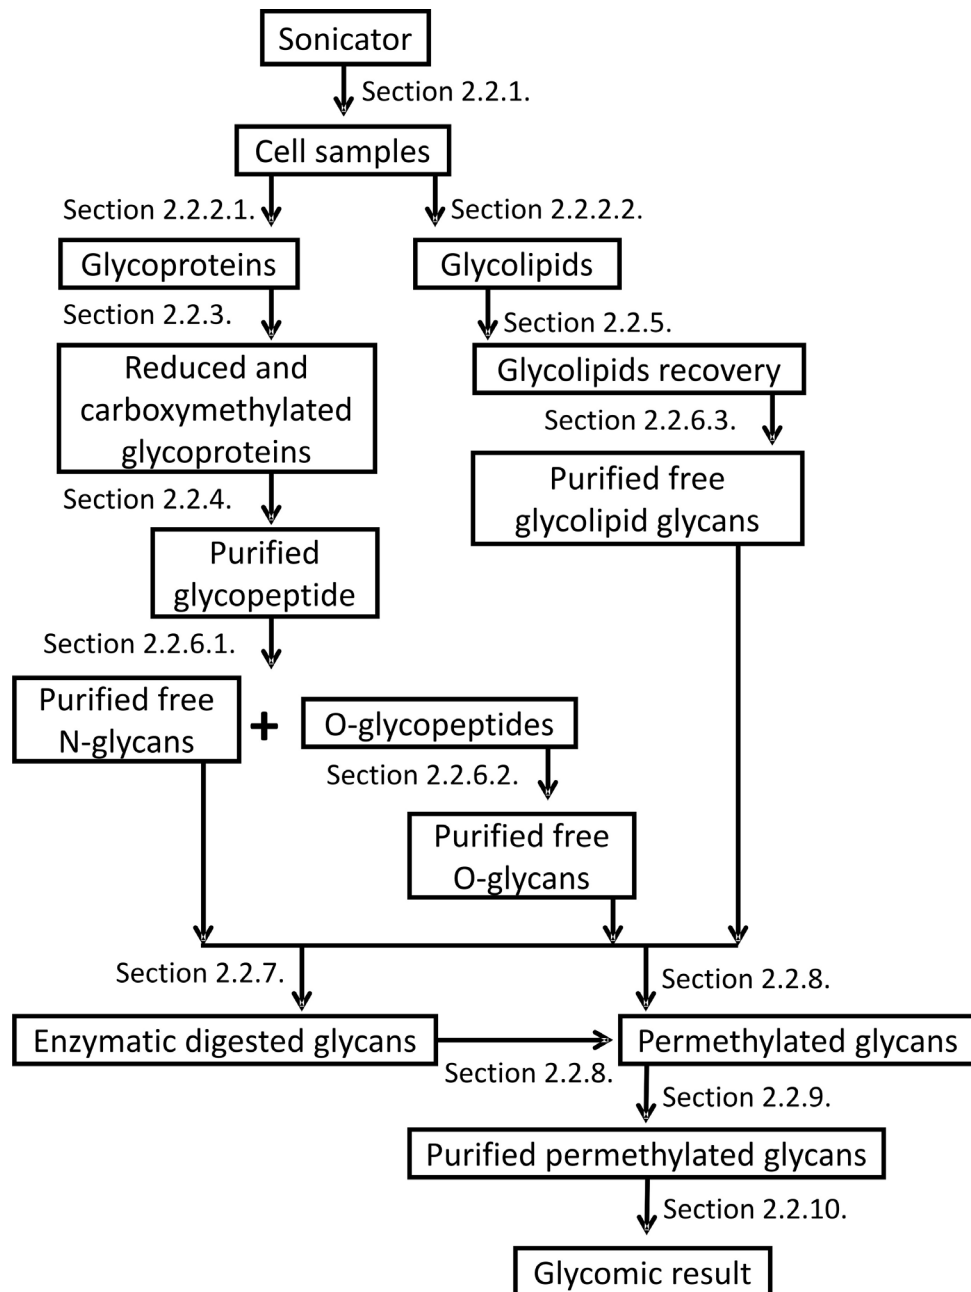 Sonicator
Section 2.2.1.
Cell samples
Section 2.2.2.1.
Section 2.2.2.2.
Glycoproteins
Glycolipids
Section 2.2.3.
Section 2.2.5.
Reduced and
carboxymethylated
glycoproteins
Glycolipids recovery
Section 2.2.6.3.
Section 2.2.4.
Purified free
glycolipid glycans
Purified
glycopeptide
Section 2.2.6.1.
Purified free
N-glycans
+
O-glycopeptides
Section 2.2.6.2.
Purified free
O-glycans
Section 2.2.7.
Section 2.2.8.
Enzymatic digested glycans
Permethylated glycans
Section 2.2.8.
Section 2.2.9.
Purified permethylated glycans
Section 2.2.10.
Glycomic result